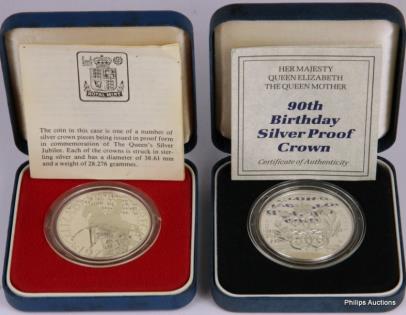 ROYAL MINT
The coin in this case is one of a number of
silver crown pieces being issued in proof form
in commemoration of The Queen's Silver
Jubilee. Each of the crowns is struck in ster-
ling silver and has a diameter of 38.61 mm
and a weight of 28.276 grammes.
HER MAJESTY
QUEEN ELIZABETH
THE QUEEN MOTHER
90th
Birthday
Silver Proof
Crown
Certificate of Authenticity
Philips Auctions